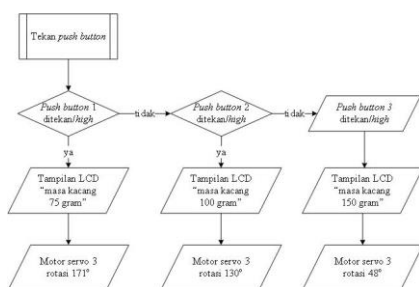 Tekan push button
Push button 1
ditekan/high
tidak
Push button 2
ditekan/high
tidak
Push button 3
ditekan/high
ya
ya
Tampilan LCD
"masa kacang
75 gram"
Tampilan LCD
"masa kacang
100 gram"
Tampilan LCD
"masa kacang
150 gram"
Motor servo 3
rotasi 171°
Motor servo 3
rotasi 130°
Motor servo 3
rotasi 48°